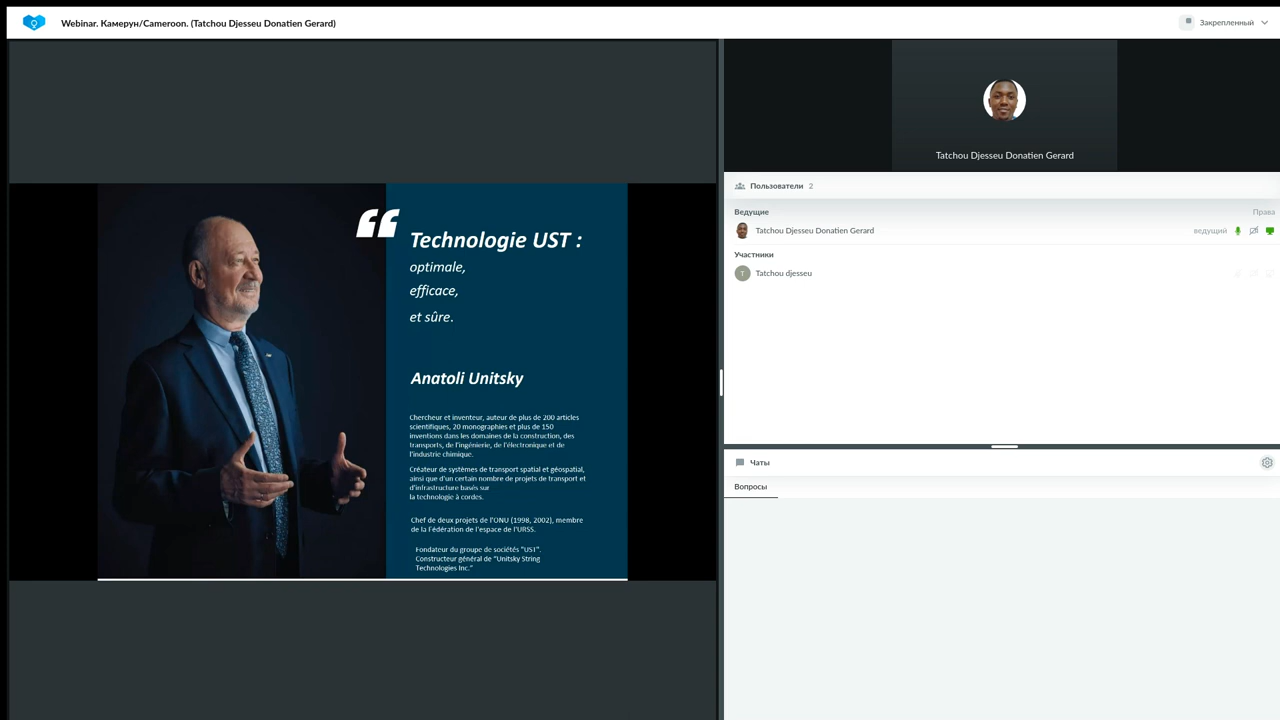 Webinar. Камерун/Cameroon. (Tatchou Djesseu Donatien Gerard)
Закрепленный
“
Technologie UST :
optimale,
efficace,
et sûre.
Anatoli Unitsky
Chercheur et inventeur, auteur de plus de 200 articles
scientifiques, 20 monographies et plus de 150
inventions dans les domaines de la construction, des
transports, de l'ingénierie, de l'électronique et de
l'industrie chimique.
Créateur de systèmes de transport spatial et géospatial,
ainsi que d'un certain nombre de projets de transport et
d'infrastructure basés sur
la technologie à cordes.
Chef de deux projets de l'ONU (1998, 2002), membre
de la Fédération de l'espace de l'URSS.
Fondateur du groupe de sociétés "UST".
Constructeur général de "Unitsky String
Technologies Inc."
Tatchou Djesseu Donatien Gerard
Пользователи 2
Ведущие Права
Tatchou Djesseu Donatien Gerard ведущий
Участники
T Tatchou djesseu
Чаты
Вопросы